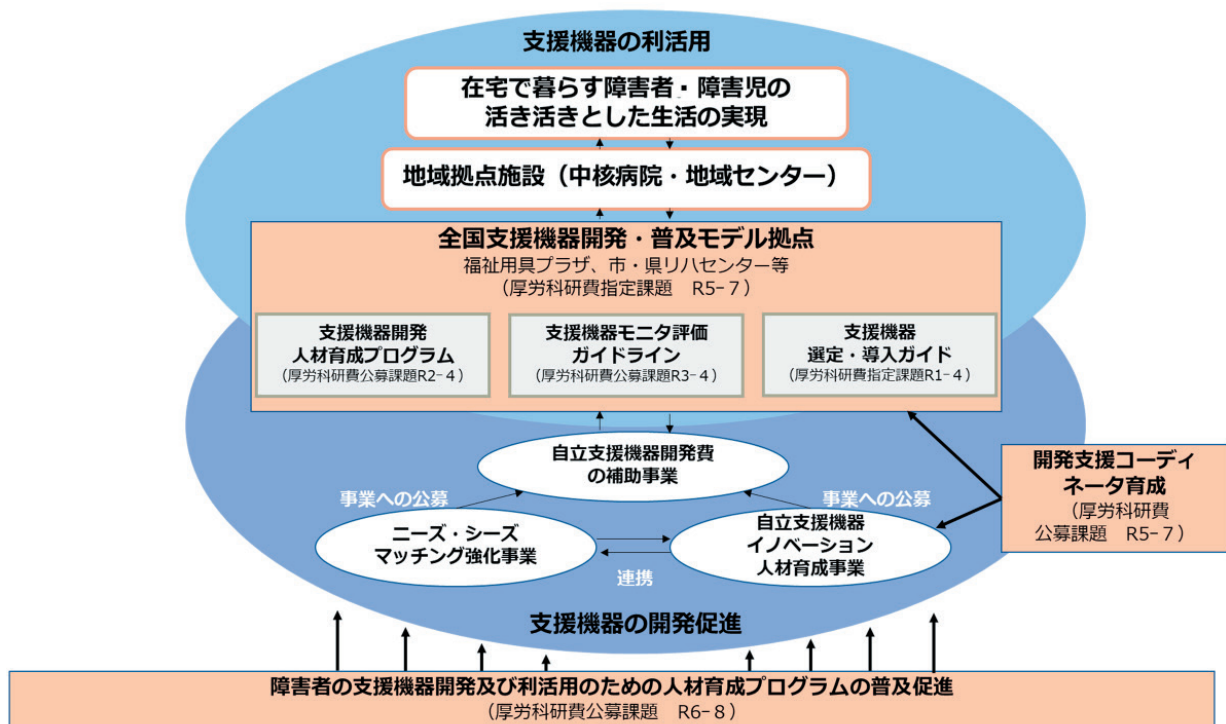 支援機器の利活用
在宅で暮らす障害者・障害児の
活き活きとした生活の実現
地域拠点施設（中核病院・地域センター）
全国支援機器開発・普及モデル拠点
福祉用具プラザ、市・県リハセンター等
（厚労科研費指定課題　R5-７）
支援機器開発
人材育成プログラム
（厚労科研費公募課題R2-４）
支援機器モニタ評価
ガイドライン
（厚労科研費公募課題R3-４）
支援機器
選定・導入ガイド
（厚労科研費指定課題R1-４）
自立支援機器開発費
の補助事業
事業への公募
事業への公募
ニーズ・シーズ
マッチング強化事業
連携
自立支援機器
イノベーション
人材育成事業
開発支援コーディ
ネータ育成
（厚労科研費
公募課題　R5-７）
支援機器の開発促進
障害者の支援機器開発及び利活用のための人材育成プログラムの普及促進
（厚労科研費公募課題　R6-８）